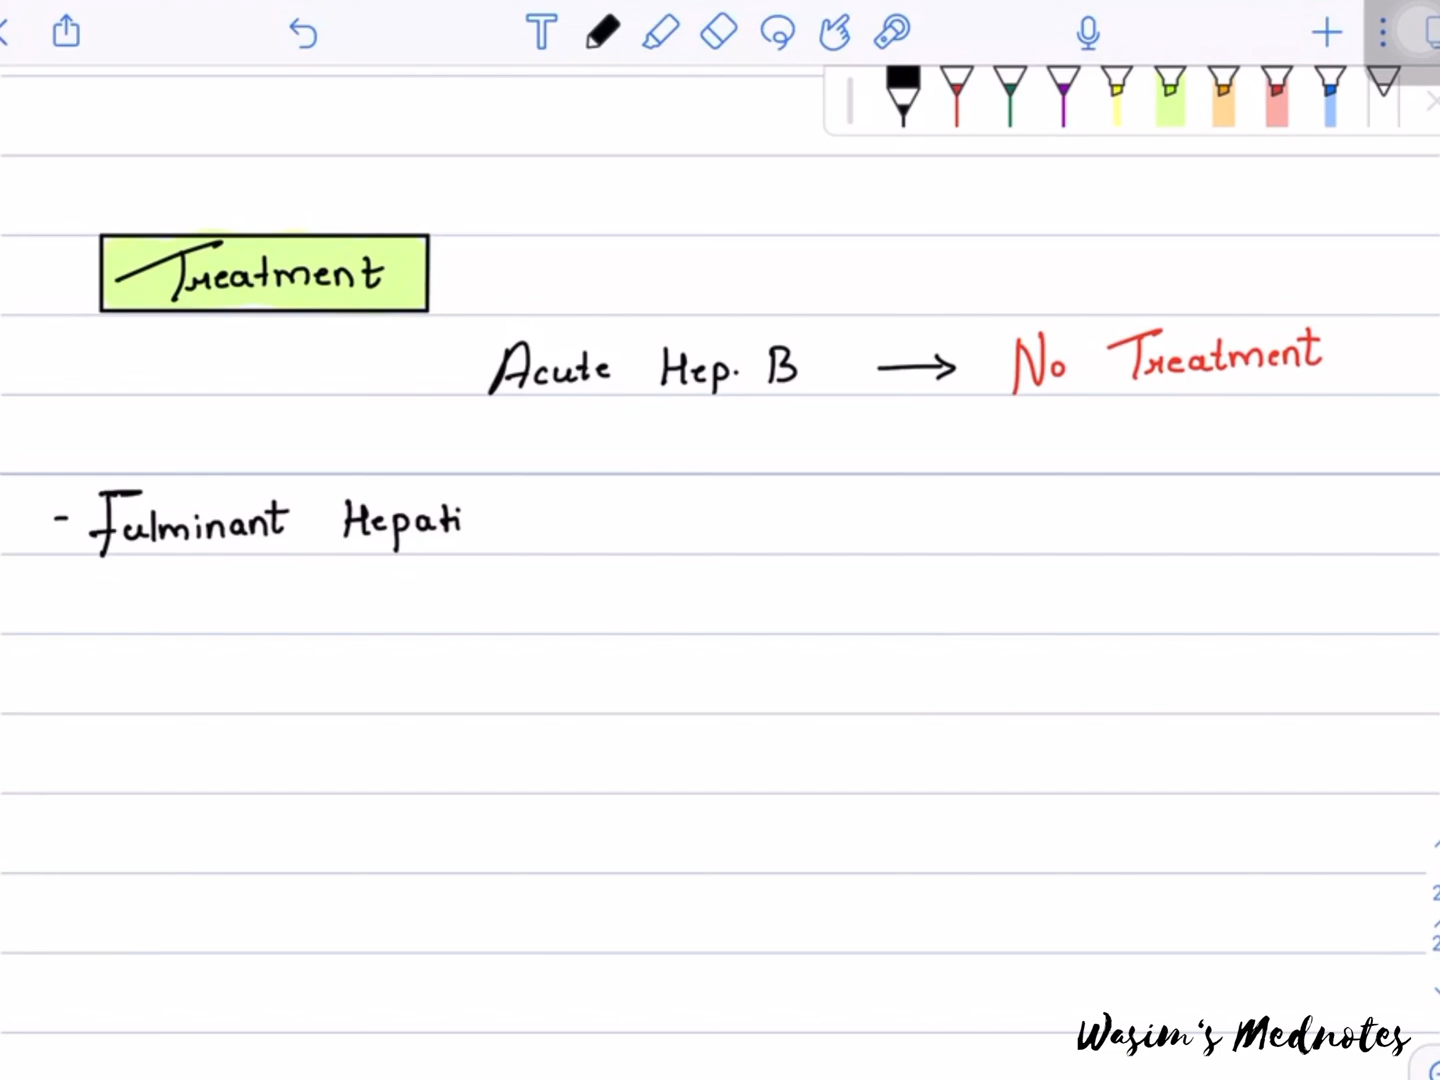 Treatment
Acute Hep. B → No Treatment
- Fulminant Hepati
Wasim's Mednotes